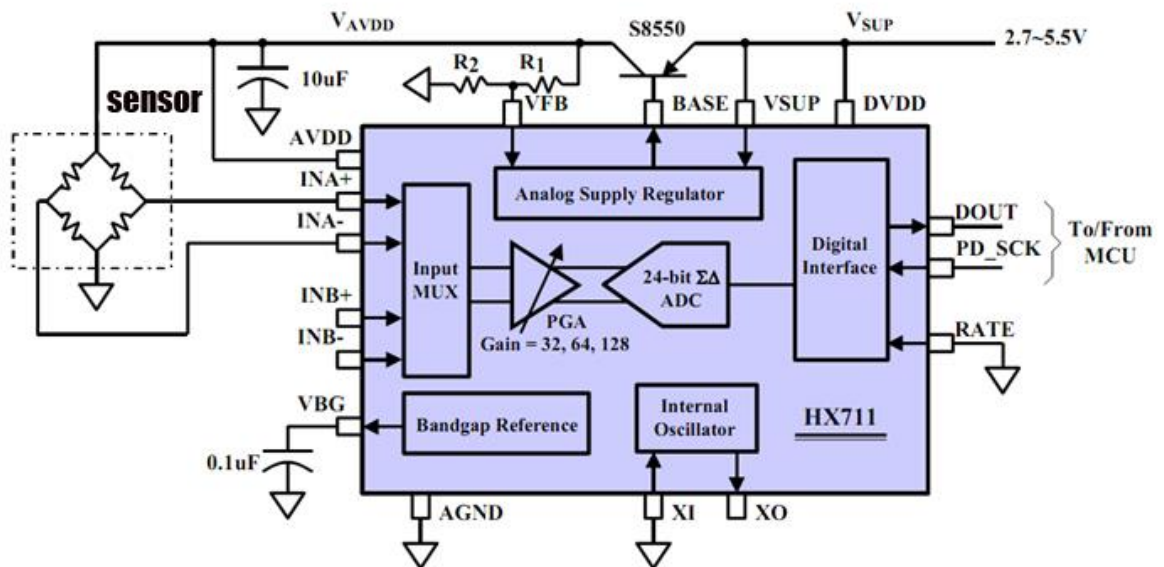 V_AVDD
S8550
V_SUP
2.7~5.5V
10uF
R2
R1
sensor
VFB
BASE
VSUP
DVDD
AVDD
INA+
INA-
INB+
INB-
VBG
0.1uF
Analog Supply Regulator
Input
MUX
PGA
Gain = 32, 64, 128
24-bit ΣΔ
ADC
Digital
Interface
DOUT
PD_SCK
To/From
MCU
RATE
Bandgap Reference
Internal
Oscillator
HX711
AGND
XI
XO